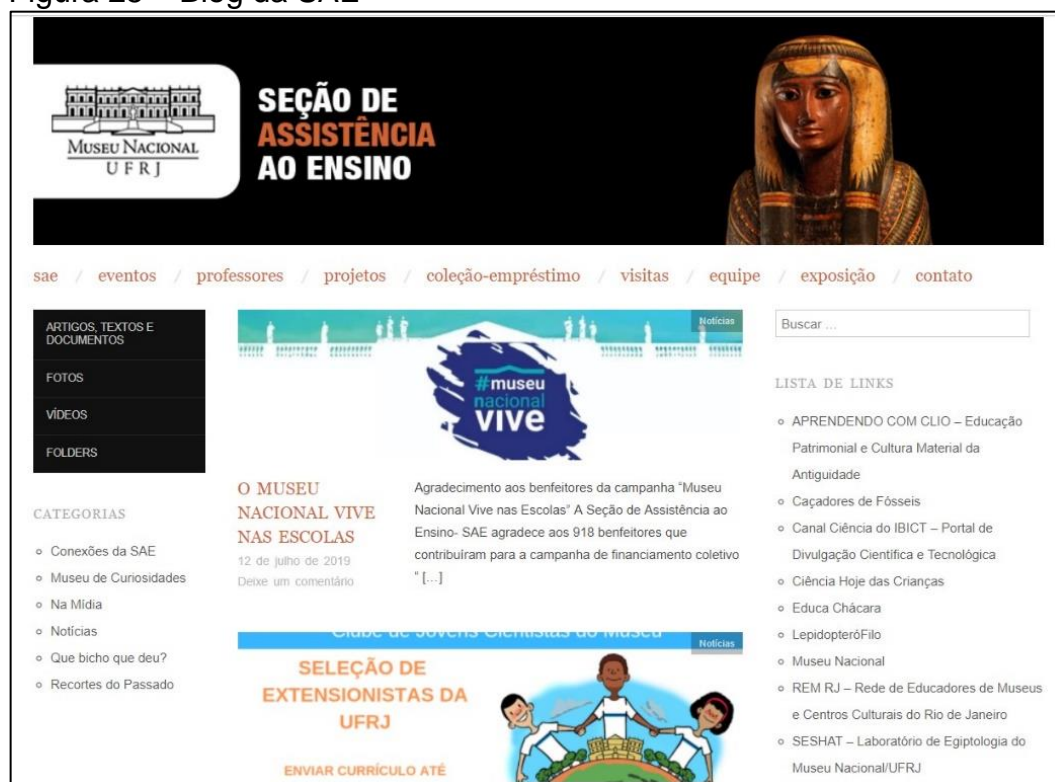 Figura 28 – Blog da SAE
MUSEU NACIONAL
UFRJ
SEÇÃO DE
ASSISTÊNCIA
AO ENSINO
sae / eventos / professores / projetos / coleção-empréstimo / visitas / equipe / exposição / contato
ARTIGOS, TEXTOS E
DOCUMENTOS
FOTOS
VÍDEOS
FOLDERS
CATEGORIAS
Conexões da SAE
Museu de Curiosidades
Na Mídia
Notícias
Que bicho que deu?
Recortes do Passado
Notícias
#museu
nacional
vive
O MUSEU
NACIONAL VIVE
NAS ESCOLAS
12 de julho de 2019
Deixe um comentário
Agradecimento aos benfeitores da campanha “Museu
Nacional Vive nas Escolas” A Seção de Assistência ao
Ensino- SAE agradece aos 918 benfeitores que
contribuíram para a campanha de financiamento coletivo
“ […]
Clube de Jovens Cientistas do Museu
Notícias
SELEÇÃO DE
EXTENSIONISTAS DA
UFRJ
ENVIAR CURRÍCULO ATÉ
Buscar ...
LISTA DE LINKS
APRENDENDO COM CLIO – Educação
Patrimonial e Cultura Material da
Antiguidade
Caçadores de Fósseis
Canal Ciência do IBICT – Portal de
Divulgação Científica e Tecnológica
Ciência Hoje das Crianças
Educa Chácara
LepidopteróFilo
Museu Nacional
REM RJ – Rede de Educadores de Museus
e Centros Culturais do Rio de Janeiro
SESHAT – Laboratório de Egiptologia do
Museu Nacional/UFRJ